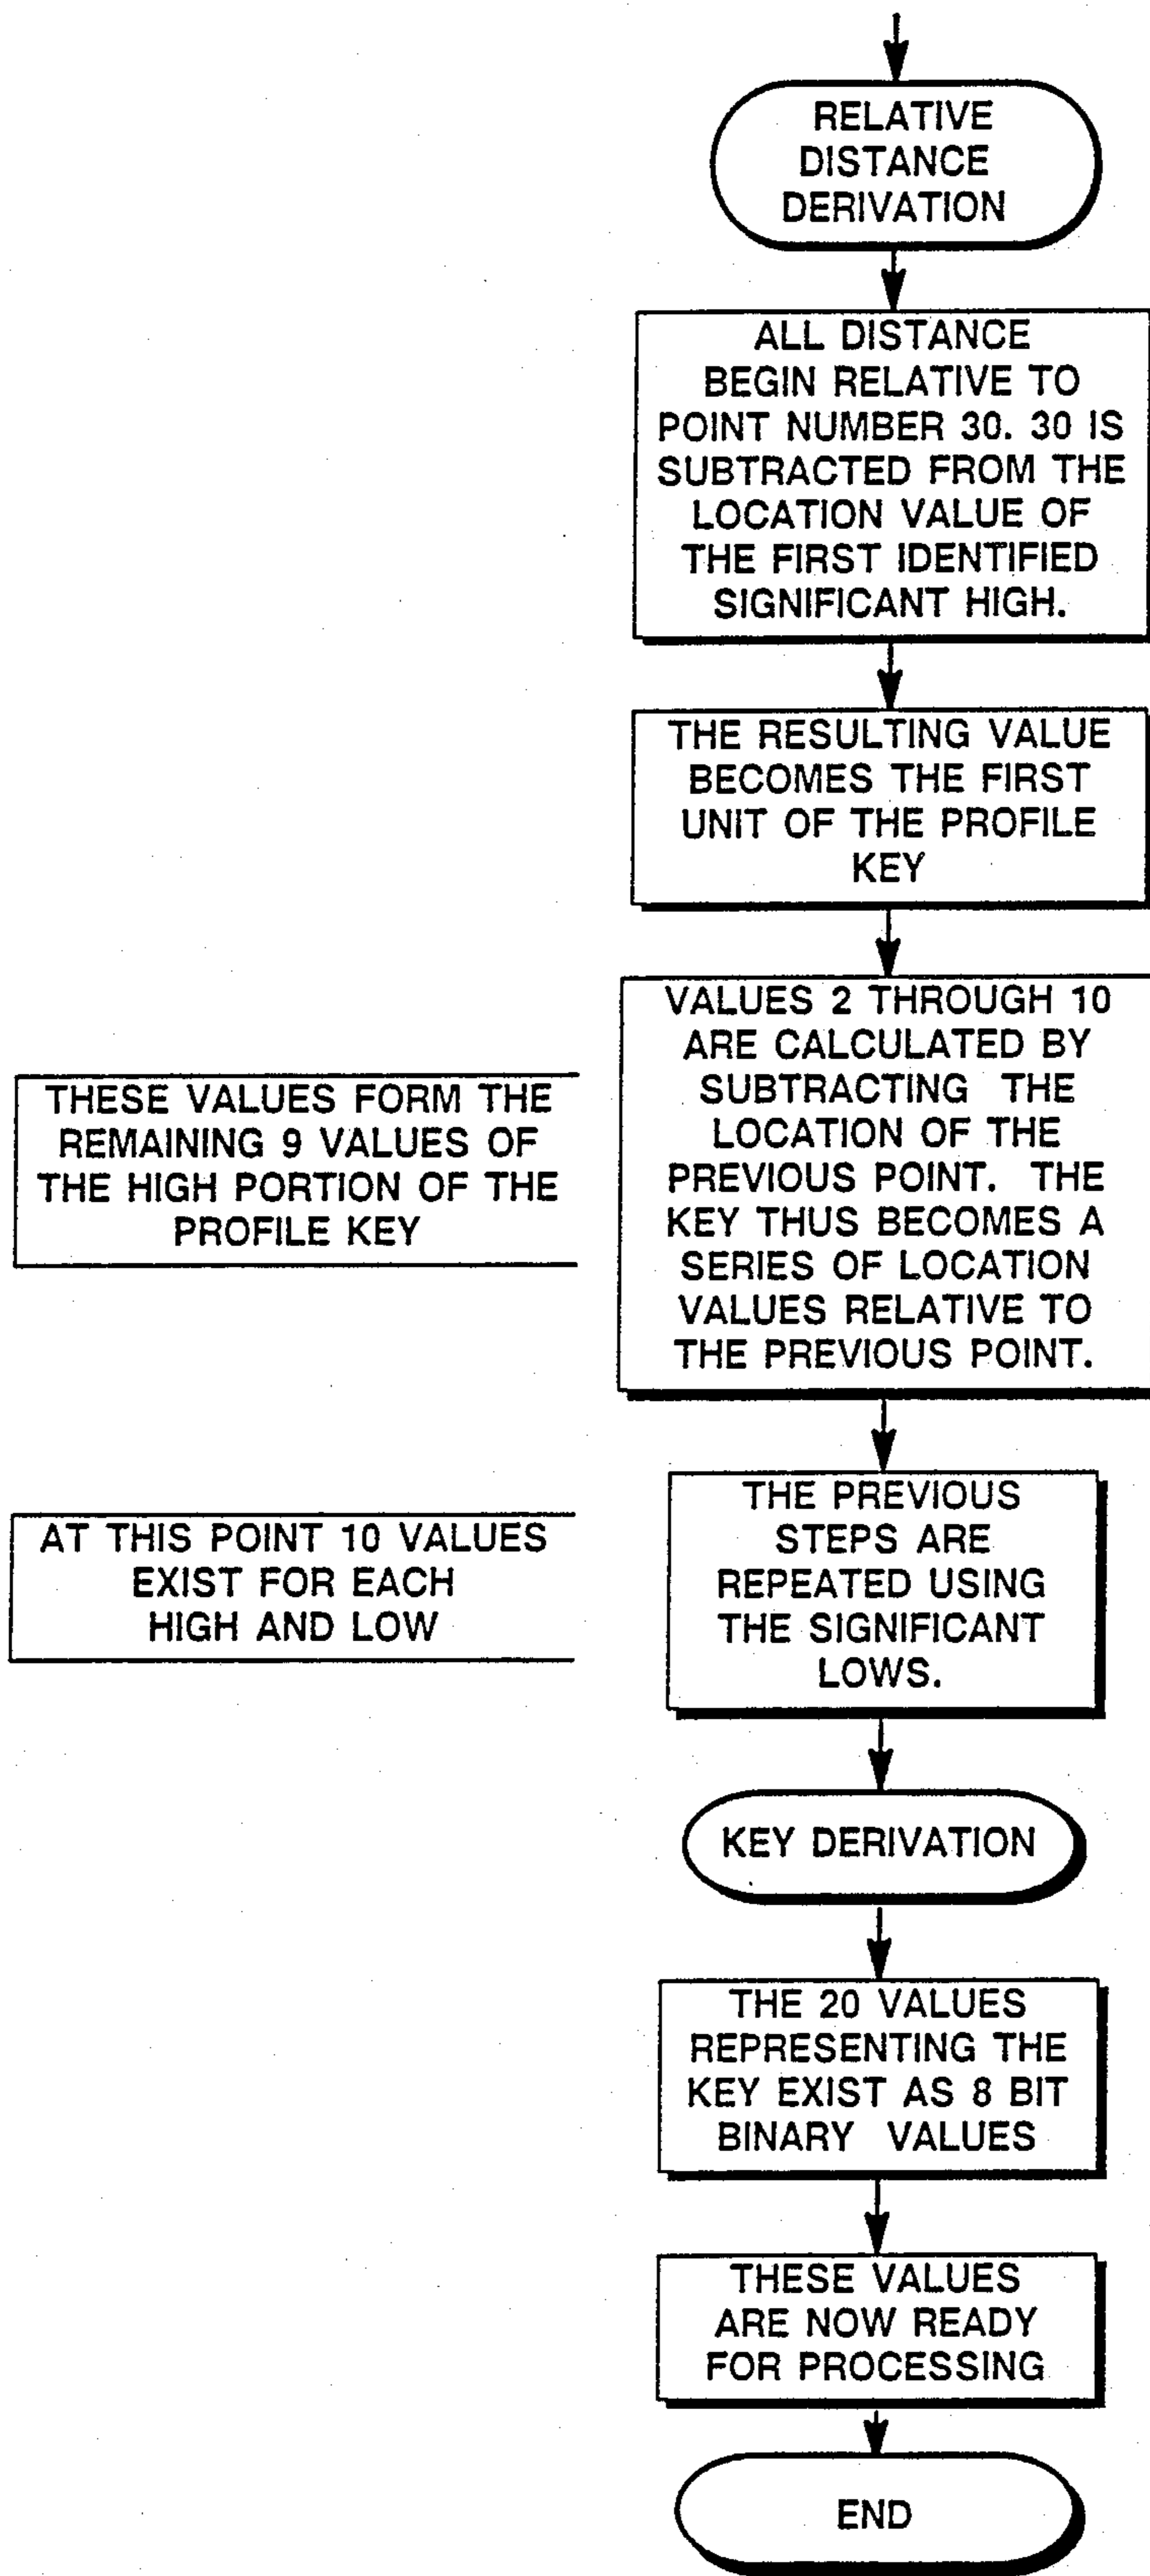 RELATIVE
DISTANCE
DERIVATION
ALL DISTANCE
BEGIN RELATIVE TO
POINT NUMBER 30. 30 IS
SUBTRACTED FROM THE
LOCATION VALUE OF
THE FIRST IDENTIFIED
SIGNIFICANT HIGH.
THE RESULTING VALUE
BECOMES THE FIRST
UNIT OF THE PROFILE
KEY
VALUES 2 THROUGH 10
ARE CALCULATED BY
SUBTRACTING THE
LOCATION OF THE
PREVIOUS POINT. THE
KEY THUS BECOMES A
SERIES OF LOCATION
VALUES RELATIVE TO
THE PREVIOUS POINT.
THESE VALUES FORM THE
REMAINING 9 VALUES OF
THE HIGH PORTION OF THE
PROFILE KEY
THE PREVIOUS
STEPS ARE
REPEATED USING
THE SIGNIFICANT
LOWS.
AT THIS POINT 10 VALUES
EXIST FOR EACH
HIGH AND LOW
KEY DERIVATION
THE 20 VALUES
REPRESENTING THE
KEY EXIST AS 8 BIT
BINARY VALUES
THESE VALUES
ARE NOW READY
FOR PROCESSING
END